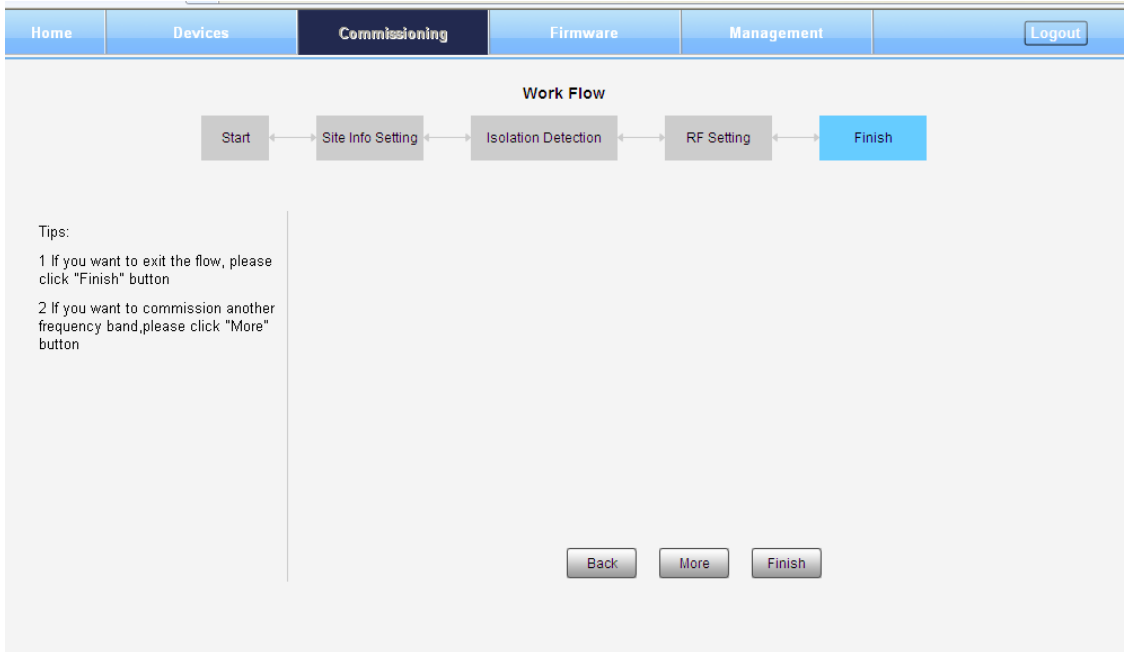 Home Devices Commissioning Firmware Management Logout
Work Flow
Start Site Info Setting Isolation Detection RF Setting Finish
Tips:
1 If you want to exit the flow, please
click "Finish" button
2 If you want to commission another
frequency band,please click "More"
button
Back More Finish